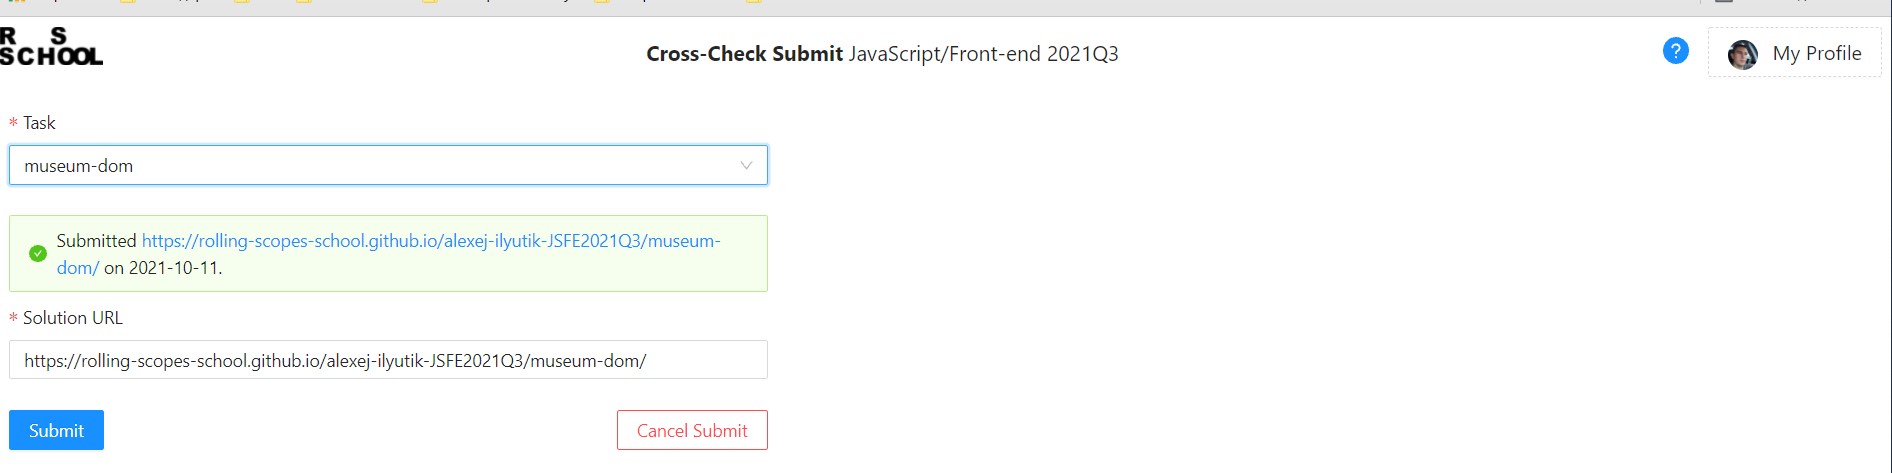 R S
SCHOOL
Cross-Check Submit JavaScript/Front-end 2021Q3
?
My Profile
* Task
museum-dom
Submitted https://rolling-scopes-school.github.io/alexej-ilyutik-JSFE2021Q3/museum-
dom/ on 2021-10-11.
* Solution URL
https://rolling-scopes-school.github.io/alexej-ilyutik-JSFE2021Q3/museum-dom/
Submit
Cancel Submit